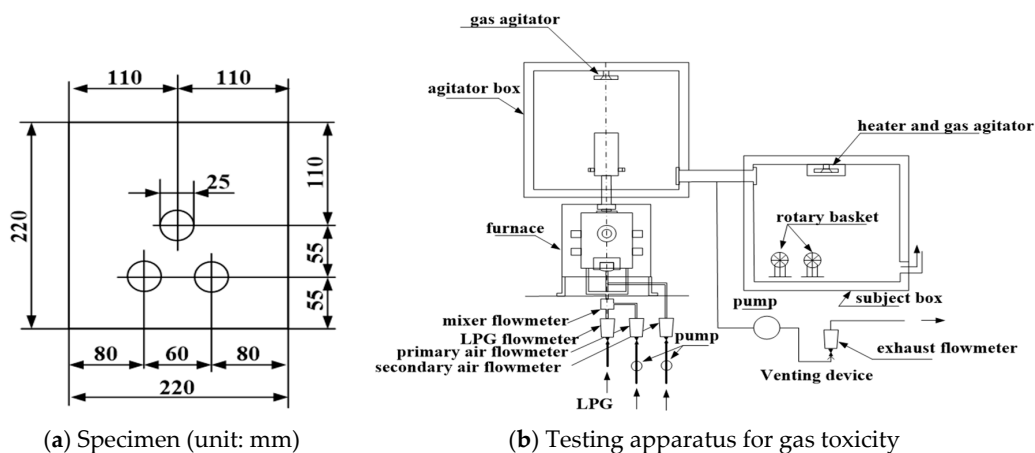 110
110
25
110
220
55
55
80
60
80
220
(a) Specimen (unit: mm)
gas agitator
agitator box
heater and gas agitator
rotary basket
furnace
subject box
pump
mixer flowmeter
LPG flowmeter
primary air flowmeter
secondary air flowmeter
pump
exhaust flowmeter
Venting device
LPG
(b) Testing apparatus for gas toxicity